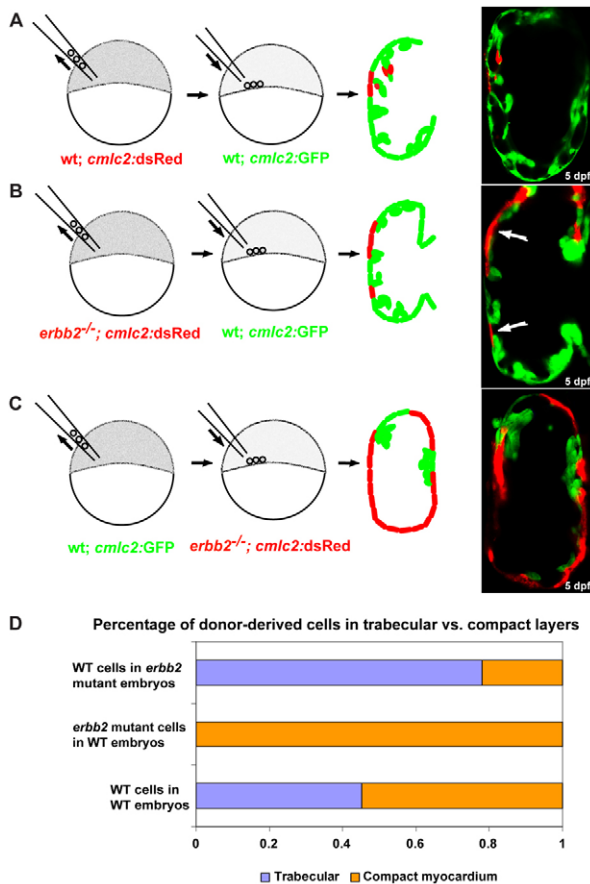 A
wt; cmlc2:dsRed
wt; cmlc2:GFP
5 dpf
B
erbb2-/-; cmlc2:dsRed
wt; cmlc2:GFP
5 dpf
C
wt; cmlc2:GFP
erbb2-/-; cmlc2:dsRed
5 dpf
D
Percentage of donor-derived cells in trabecular vs. compact layers
WT cells in erbb2
mutant embryos
erbb2 mutant cells
in WT embryos
WT cells in
WT embryos
0 0.2 0.4 0.6 0.8 1
Trabecular Compact myocardium